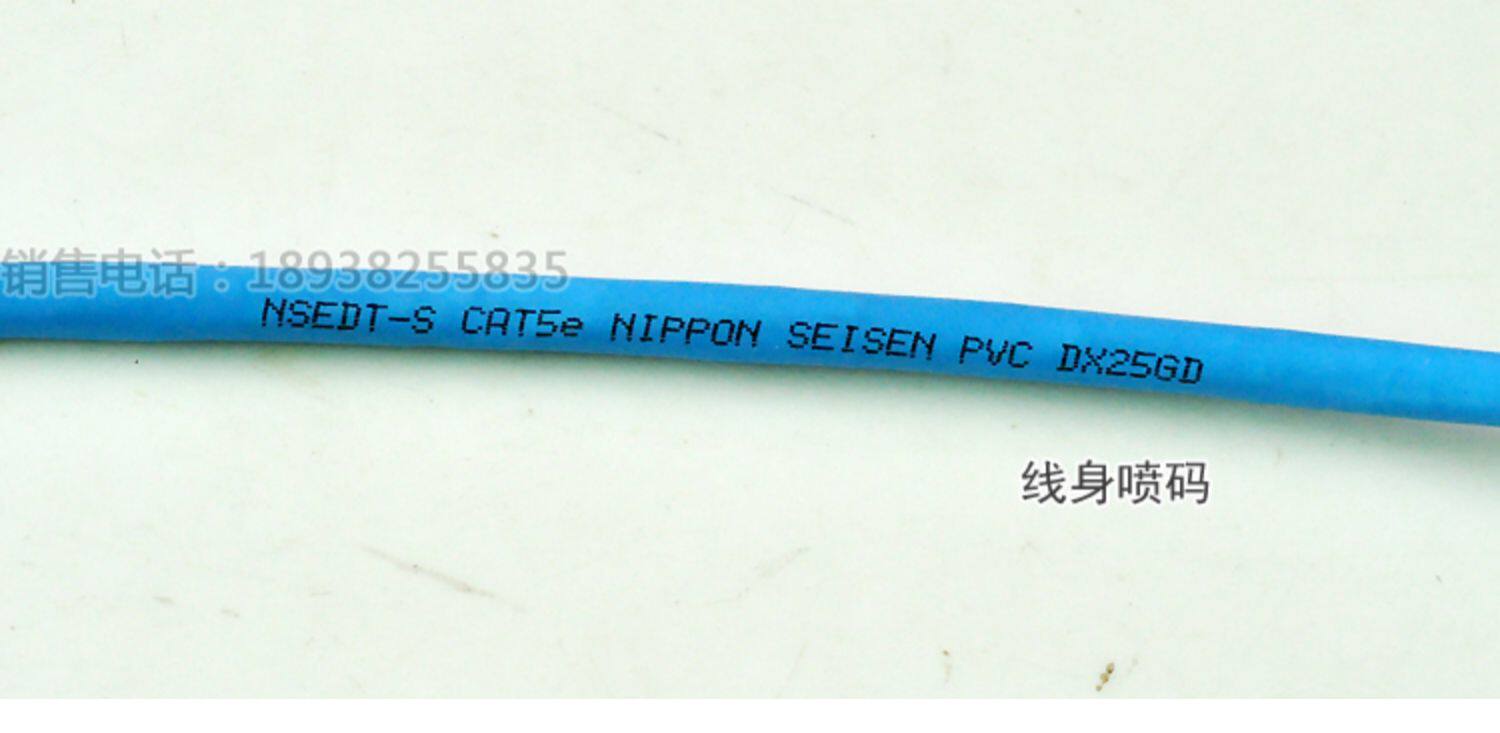 销售电话：18938255835
NSEDT-S CAT5e NIPPON SEISEN PVC DX25GD
线身喷码